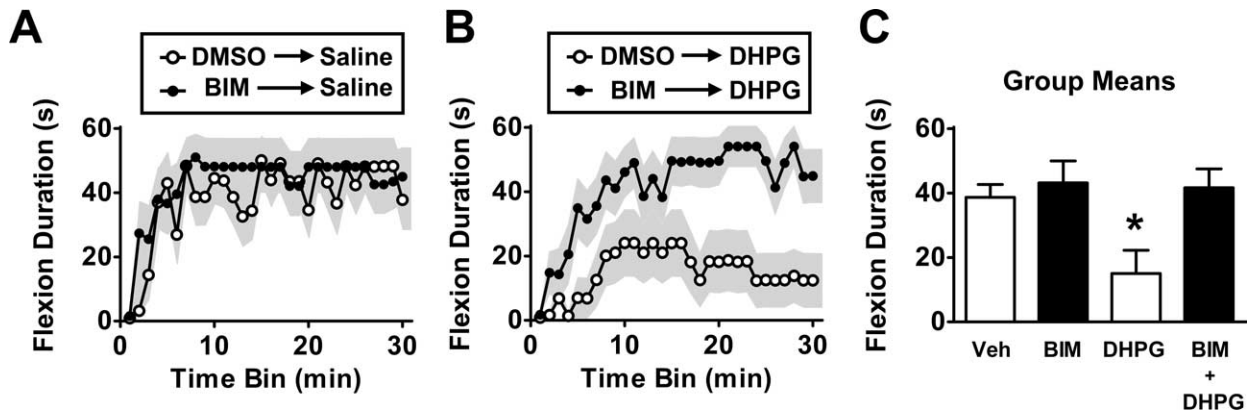 A
DMSO → Saline
BIM → Saline
Flexion Duration (s)
60
40
20
0
0 10 20 30
Time Bin (min)
B
DMSO → DHPG
BIM → DHPG
Flexion Duration (s)
60
40
20
0
0 10 20 30
Time Bin (min)
C
Group Means
Flexion Duration (s)
60
40
20
0
*
Veh BIM DHPG BIM
+
DHPG